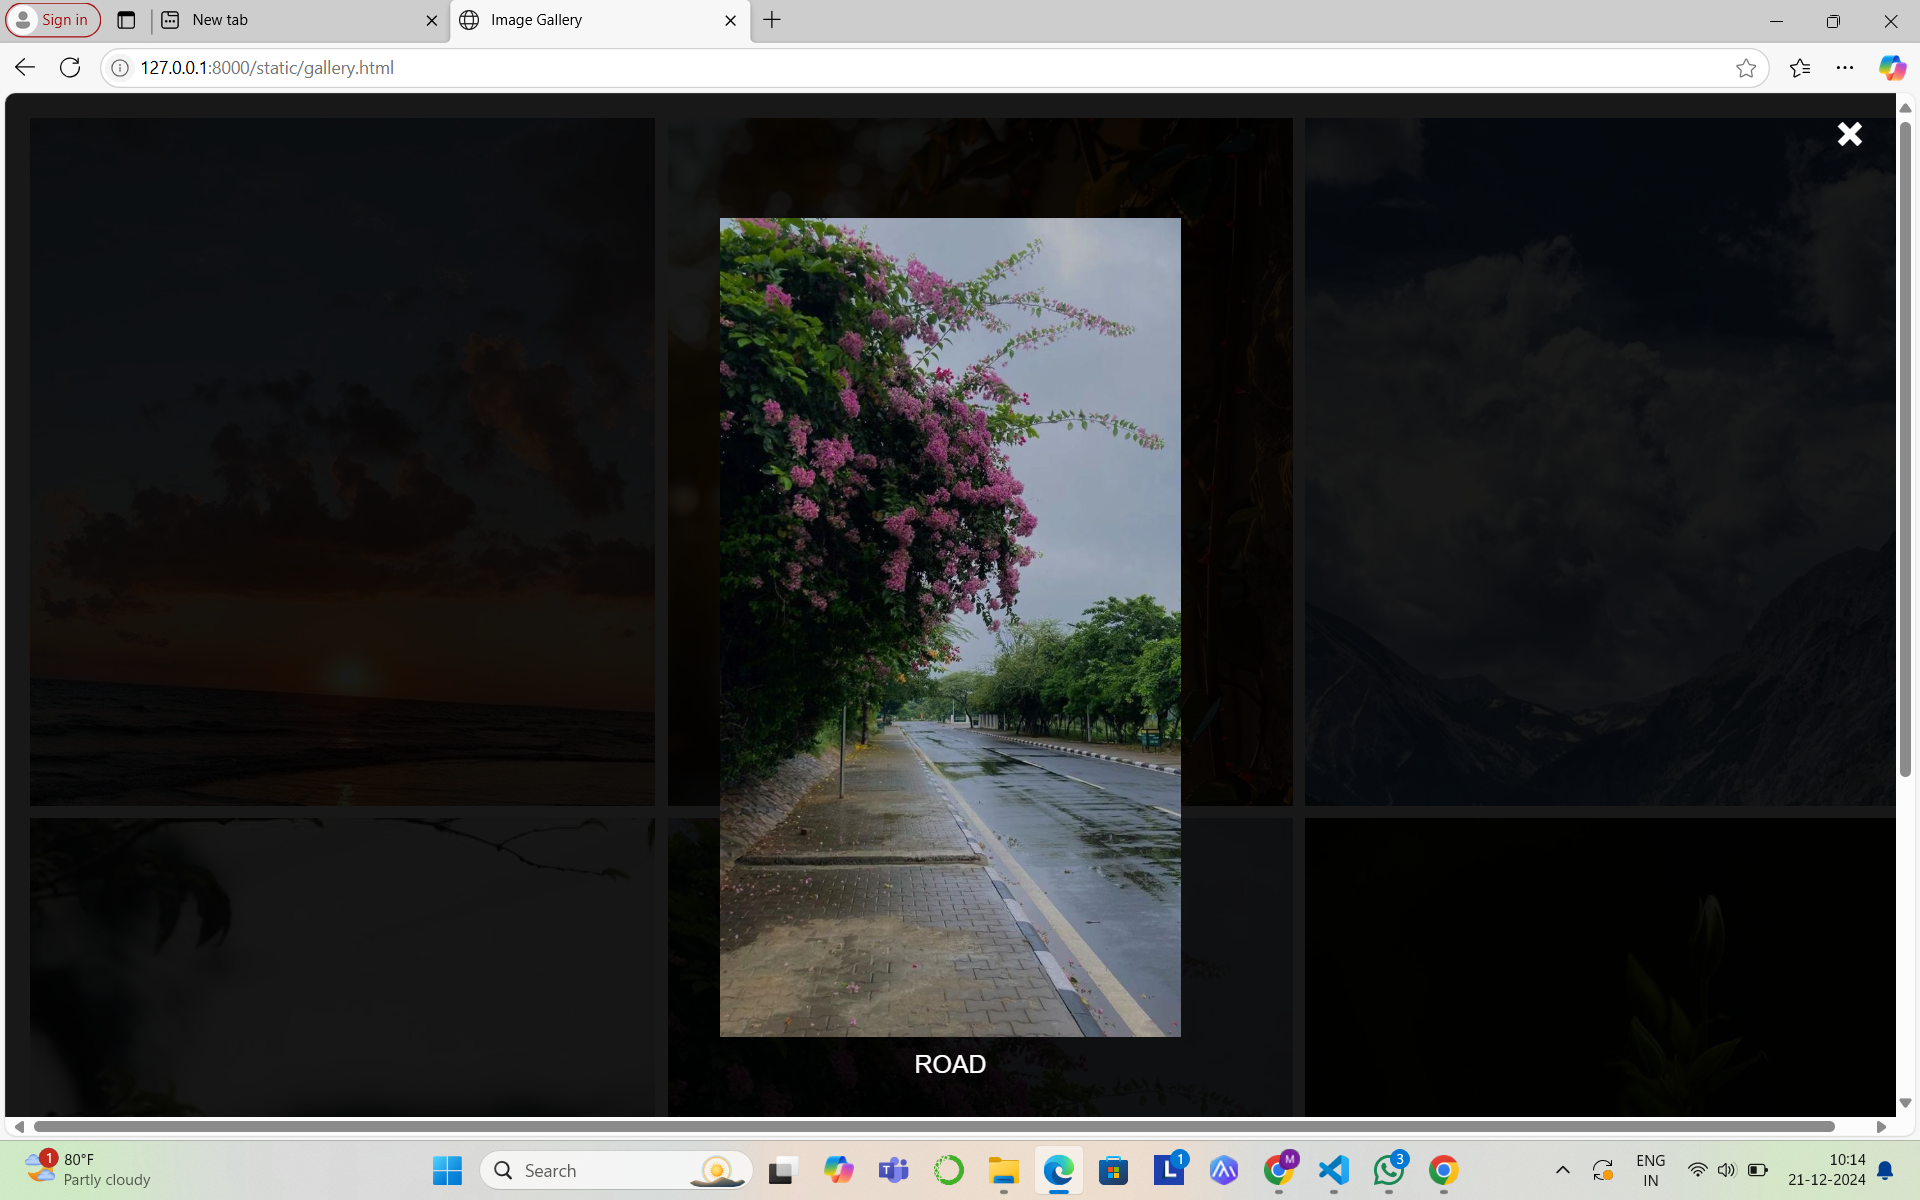 Sign in
New tab
Image Gallery
127.0.0.1:8000/static/gallery.html
ROAD
1
80°F
Partly cloudy
Search
1
M
3
ENG
IN
10:14
21-12-2024